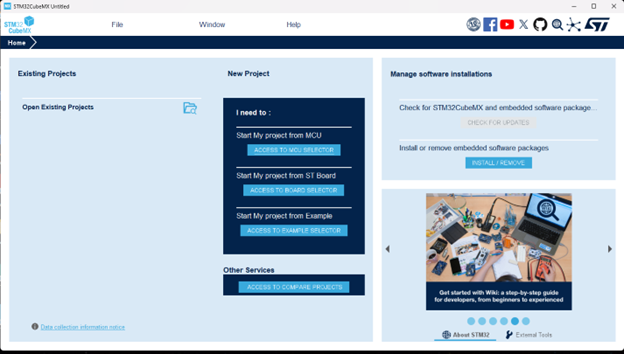 STM32CubeMX Untitled
STM32
CubeMX
File
Window
Help
Home
Existing Projects
Open Existing Projects
New Project
I need to :
Start My project from MCU
ACCESS TO MCU SELECTOR
Start My project from ST Board
ACCESS TO BOARD SELECTOR
Start My project from Example
ACCESS TO EXAMPLE SELECTOR
Other Services
ACCESS TO COMPARE PROJECTS
Data collection information notice
Manage software installations
Check for STM32CubeMX and embedded software package...
CHECK FOR UPDATES
Install or remove embedded software packages
INSTALL / REMOVE
Get started with Wiki: a step-by-step guide
for developers, from beginners to experienced
About STM32
External Tools